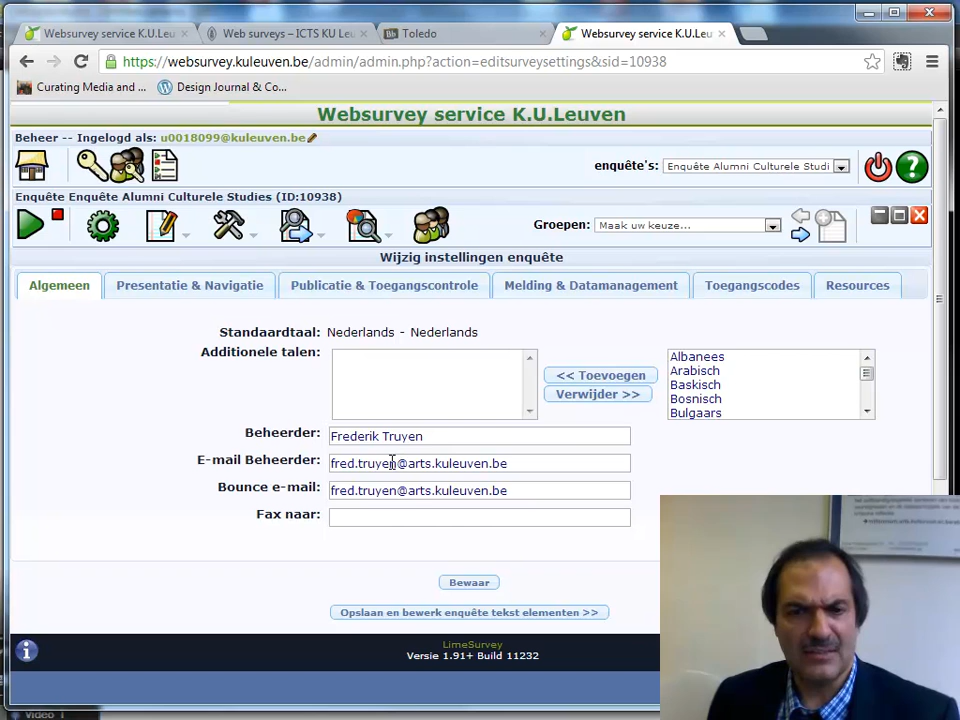 Websurvey service K.U.Leu
Web surveys – ICTS KU Le
Toledo
Websurvey service K.U.Leu
https://websurvey.kuleuven.be/admin/admin.php?action=editsurveysettings&sid=10938
Curating Media and ...
Design Journal & Co...
Websurvey service K.U.Leuven
Beheer -- Ingelogd als: u0018099@kuleuven.be
enquête's: Enquête Alumni Culturele Studi
Enquête Enquête Alumni Culturele Studies (ID:10938)
Groepen: Maak uw keuze...
Wijzig instellingen enquête
Algemeen
Presentatie & Navigatie
Publicatie & Toegangscontrole
Melding & Datamanagement
Toegangscodes
Resources
Standaardtaal: Nederlands - Nederlands
Additionele talen:
<< Toevoegen
Verwijder >>
Albanees
Arabisch
Baskisch
Bosnisch
Bulgaars
Beheerder: Frederik Truyen
E-mail Beheerder: fred.truyen@arts.kuleuven.be
Bounce e-mail: fred.truyen@arts.kuleuven.be
Fax naar:
Bewaar
Opslaan en bewerk enquête tekst elementen >>
LimeSurvey
Versie 1.91+ Build 11232
Video 1